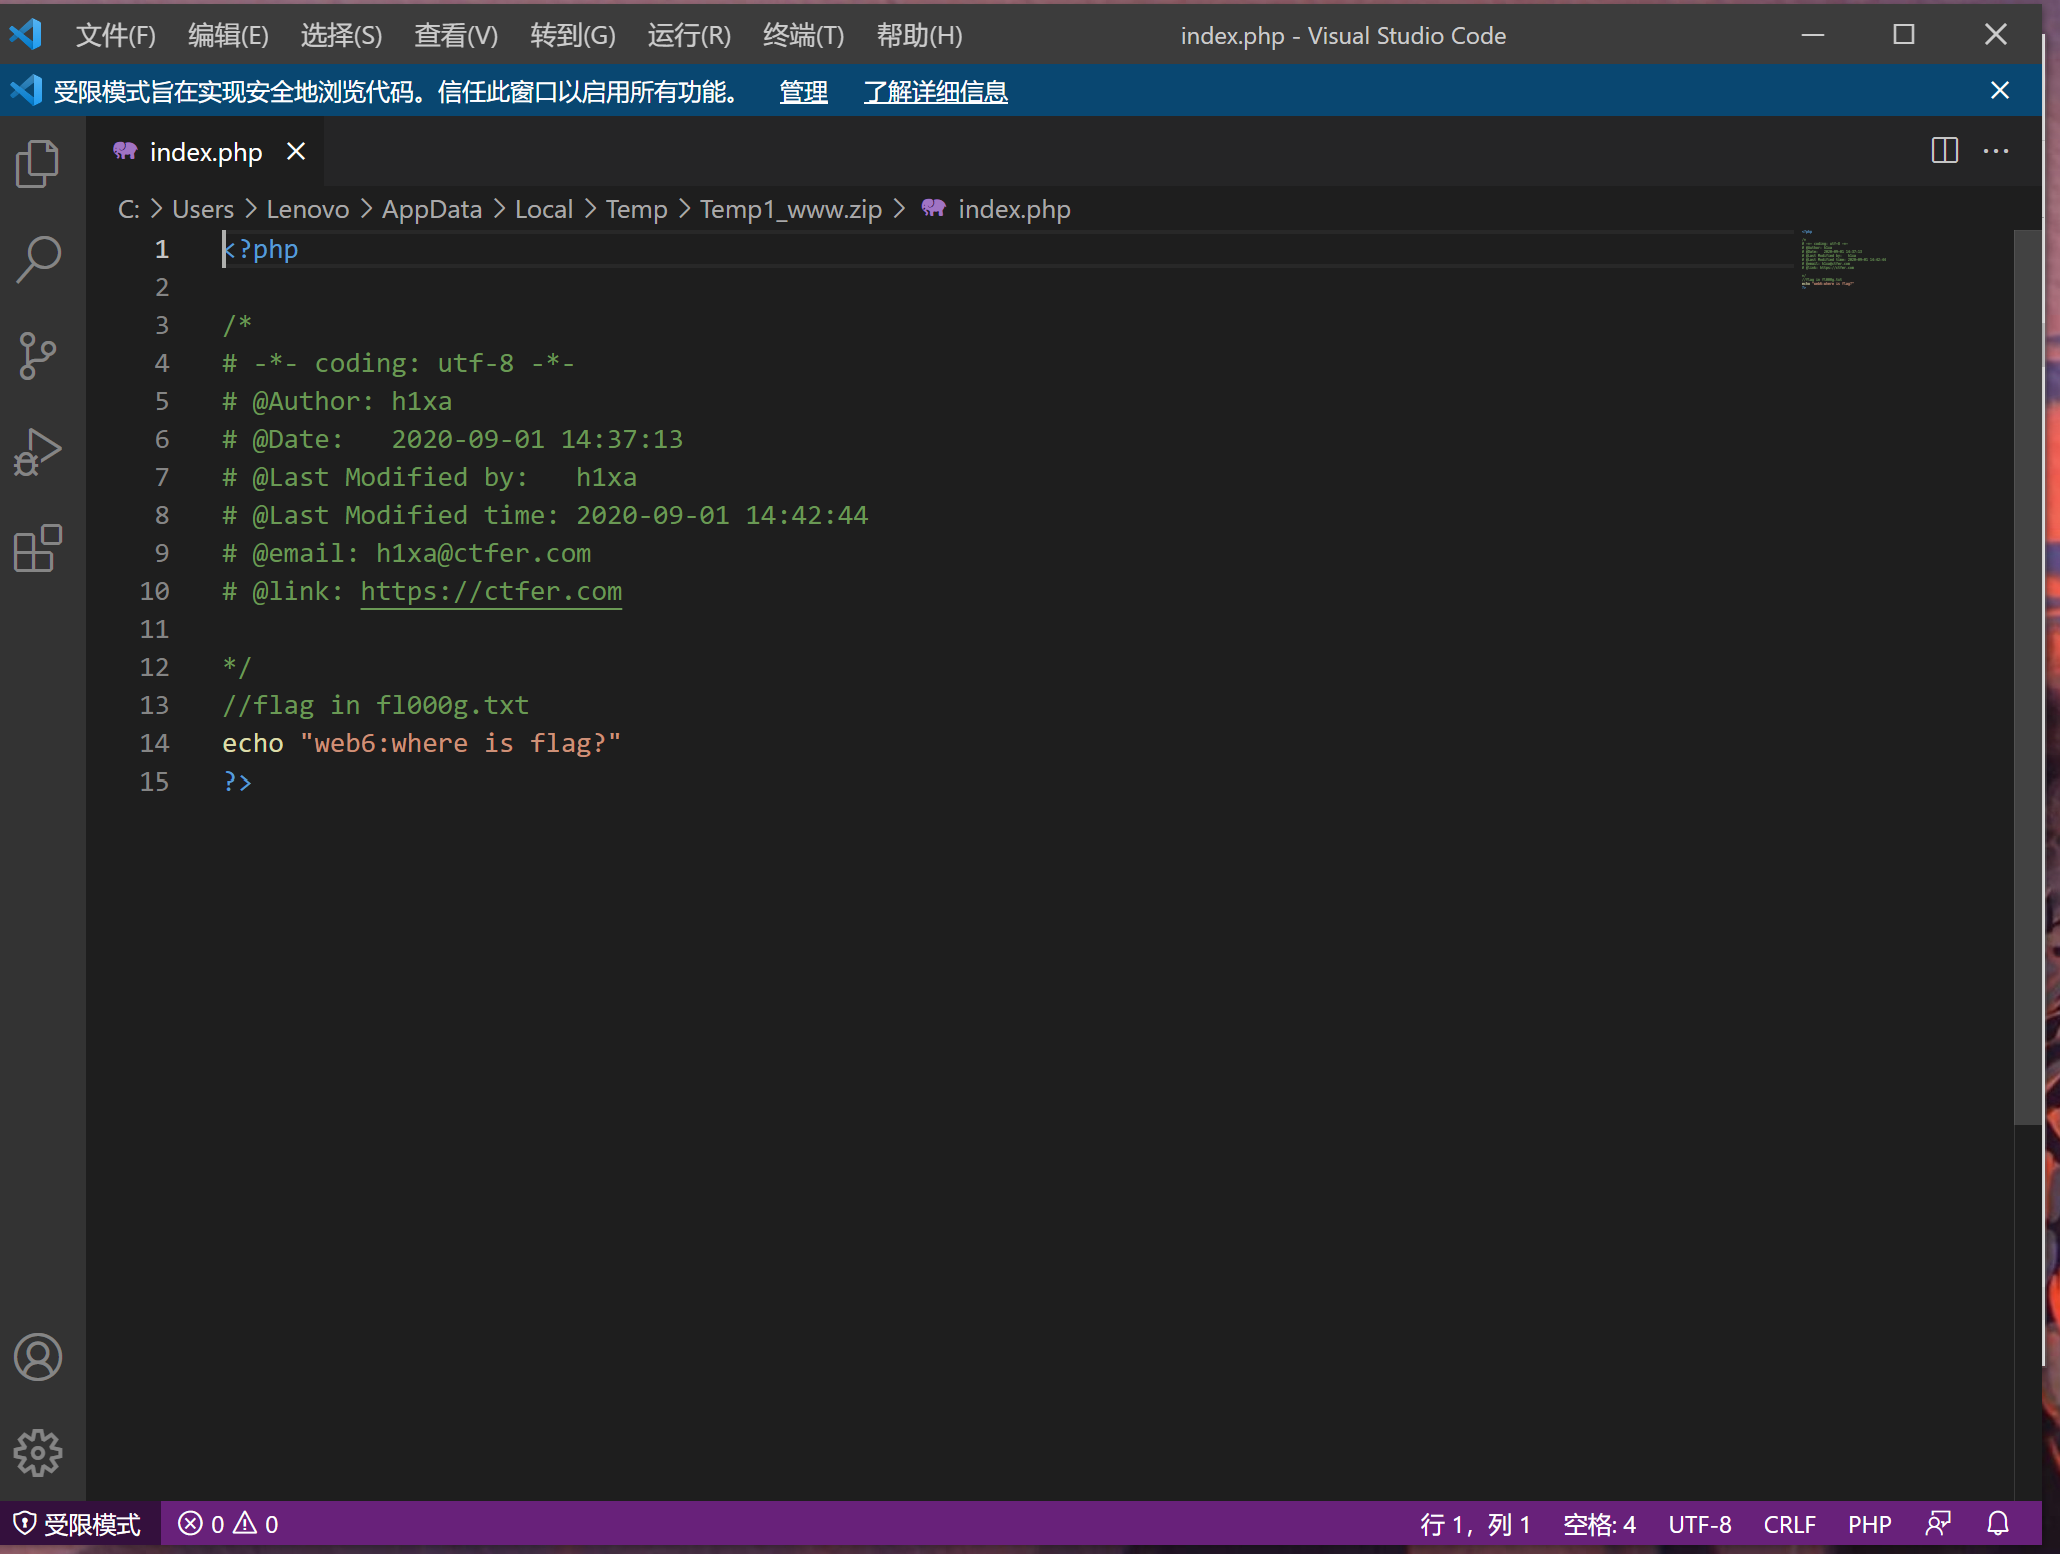 文件(F) 编辑(E) 选择(S) 查看(V) 转到(G) 运行(R) 终端(T) 帮助(H) index.php - Visual Studio Code
受限模式旨在实现安全地浏览代码。信任此窗口以启用所有功能。 管理 了解详细信息
index.php
C: > Users > Lenovo > AppData > Local > Temp > Temp1_www.zip > index.php
1 <?php
2
3 /*
4 # -*- coding: utf-8 -*-
5 # @Author: h1xa
6 # @Date:   2020-09-01 14:37:13
7 # @Last Modified by:   h1xa
8 # @Last Modified time: 2020-09-01 14:42:44
9 # @email: h1xa@ctfer.com
10 # @link: https://ctfer.com
11
12 */
13 //flag in fl000g.txt
14 echo "web6:where is flag?"
15 ?>
受限模式 0 0 行 1，列 1 空格: 4 UTF-8 CRLF PHP